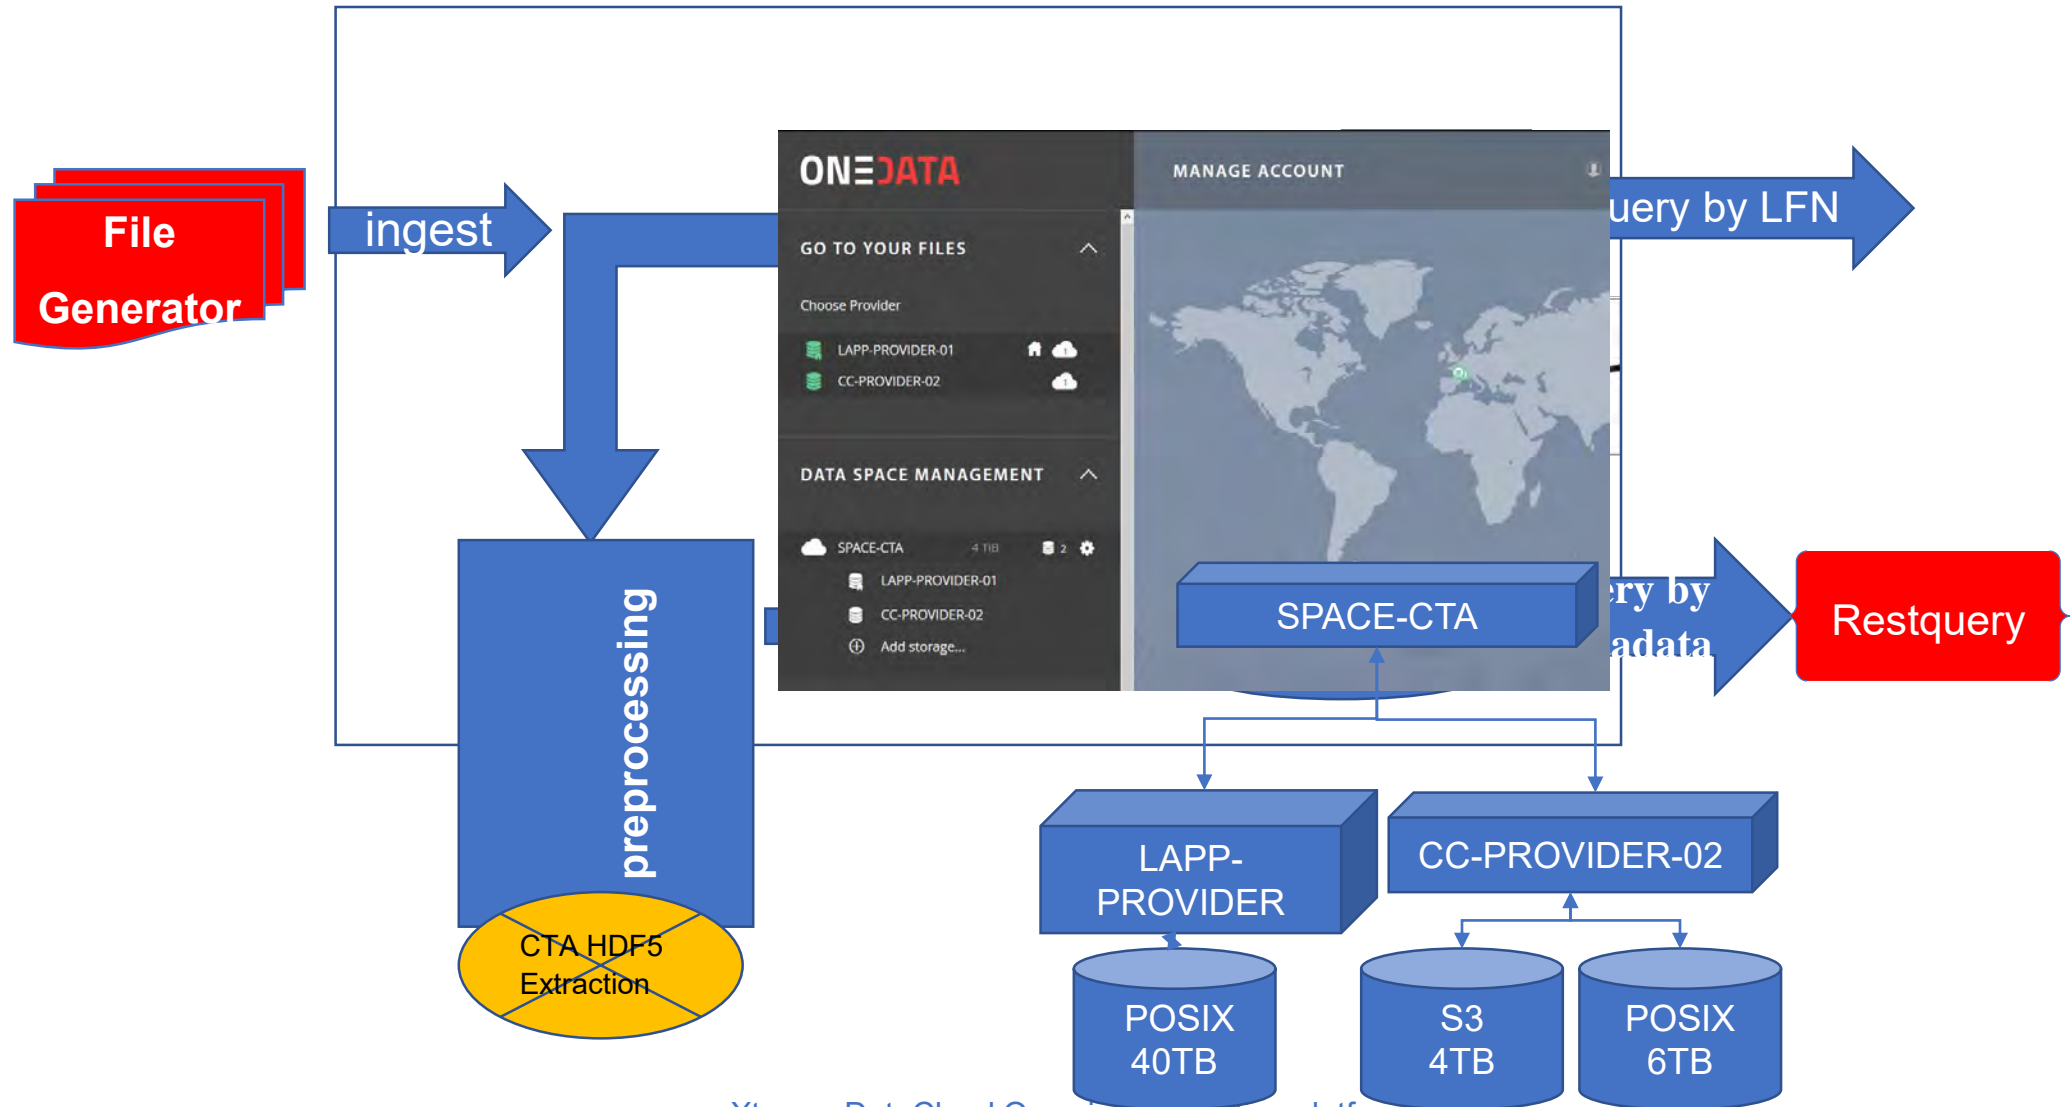 File
Generator
ingest
ONEDATA
MANAGE ACCOUNT
GO TO YOUR FILES
Choose Provider
LAPP-PROVIDER-01
1
CC-PROVIDER-02
1
DATA SPACE MANAGEMENT
SPACE-CTA 4 TIB 2
LAPP-PROVIDER-01
CC-PROVIDER-02
Add storage...
uery by LFN
ery by
adata
Restquery
SPACE-CTA
preprocessing
CTA HDF5
Extraction
LAPP-
PROVIDER
CC-PROVIDER-02
POSIX
40TB
S3
4TB
POSIX
6TB